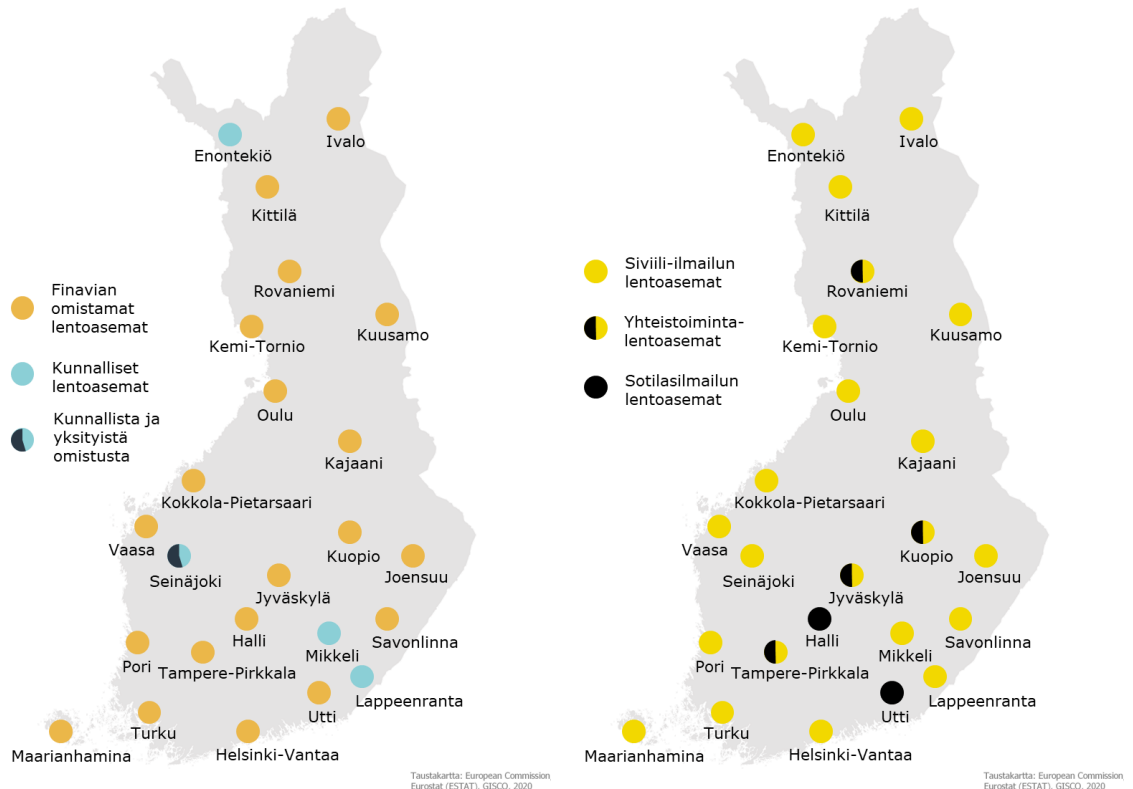 Ivalo
Enontekiö
Kittilä
Rovaniemi
Kuusamo
Kemi-Tornio
Oulu
Kajaani
Kokkola-Pietarsaari
Vaasa
Kuopio
Seinäjoki
Joensuu
Jyväskylä
Halli
Savonlinna
Mikkeli
Pori
Tampere-Pirkkala
Lappeenranta
Utti
Turku
Maarianhamina
Helsinki-Vantaa
Finavian
omistamat
lentoasemat
Kunnalliset
lentoasemat
Kunnallista ja
yksityistä
omistusta
Taustakartta: European Commission,
Eurostat (ESTAT), GISCO, 2020
Ivalo
Enontekiö
Kittilä
Rovaniemi
Kuusamo
Kemi-Tornio
Oulu
Kajaani
Kokkola-Pietarsaari
Vaasa
Kuopio
Seinäjoki
Joensuu
Jyväskylä
Halli
Savonlinna
Mikkeli
Pori
Tampere-Pirkkala
Lappeenranta
Utti
Turku
Maarianhamina
Helsinki-Vantaa
Siviili-ilmailun
lentoasemat
Yhteistoiminta-
lentoasemat
Sotilasilmailun
lentoasemat
Taustakartta: European Commission,
Eurostat (ESTAT), GISCO, 2020